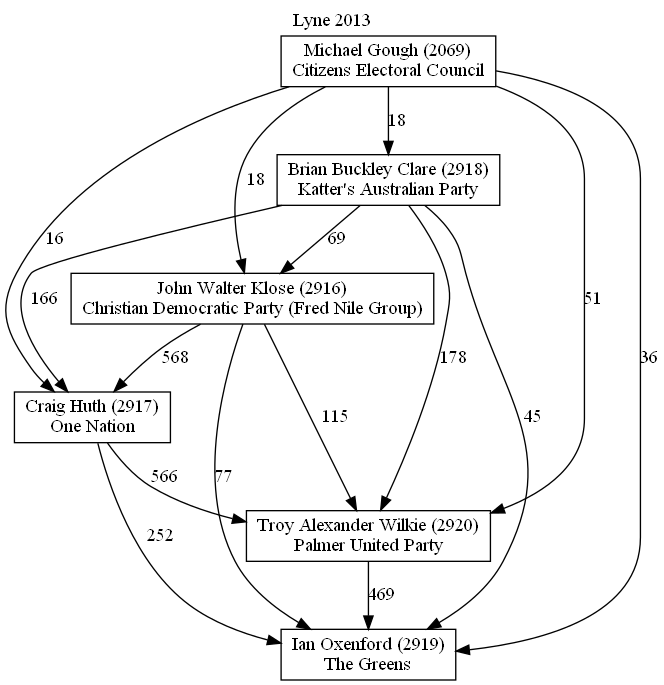 Lyne 2013
Michael Gough (2069)
Citizens Electoral Council
18
Brian Buckley Clare (2918)
Katter's Australian Party
18
16
69
51
166
John Walter Klose (2916)
Christian Democratic Party (Fred Nile Group)
568
178
36
Craig Huth (2917)
One Nation
115
45
566
77
252
Troy Alexander Wilkie (2920)
Palmer United Party
469
Ian Oxenford (2919)
The Greens